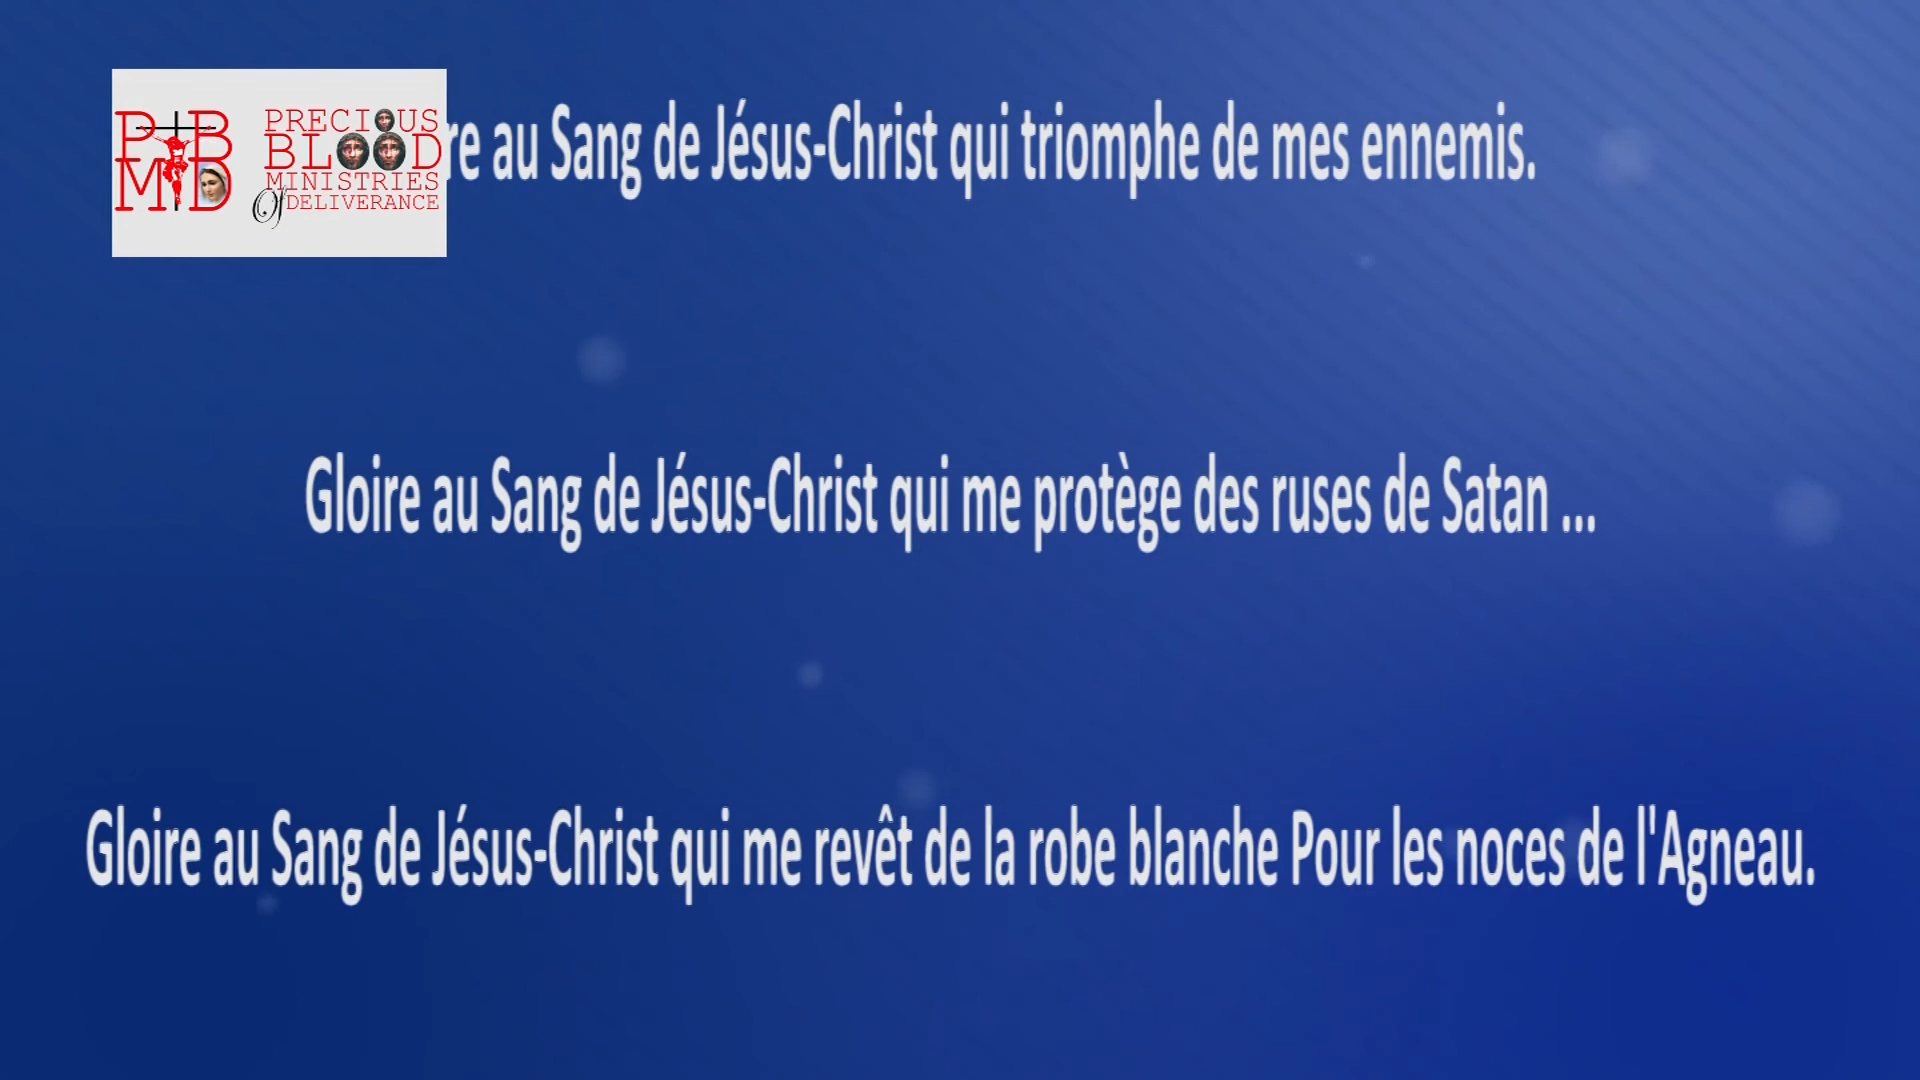 PBMD
PRECIOUS
BLOOD
MINISTRIES
Of DELIVERANCE
re au Sang de Jésus-Christ qui triomphe de mes ennemis.
Gloire au Sang de Jésus-Christ qui me protège des ruses de Satan ...
Gloire au Sang de Jésus-Christ qui me revêt de la robe blanche Pour les noces de l'Agneau.